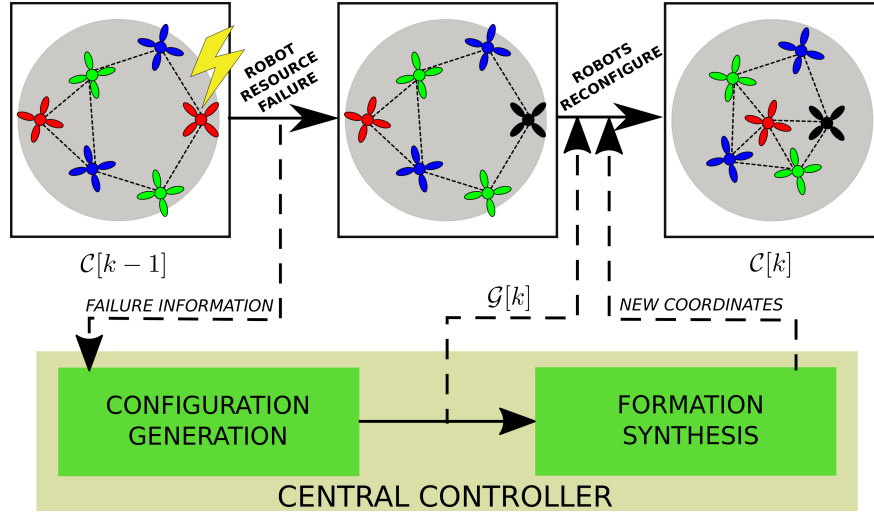 ROBOT
RESOURCE
FAILURE
ROBOTS
RECONFIGURE
C[k − 1]
C[k]
FAILURE INFORMATION
G[k]
NEW COORDINATES
CONFIGURATION
GENERATION
FORMATION
SYNTHESIS
CENTRAL CONTROLLER